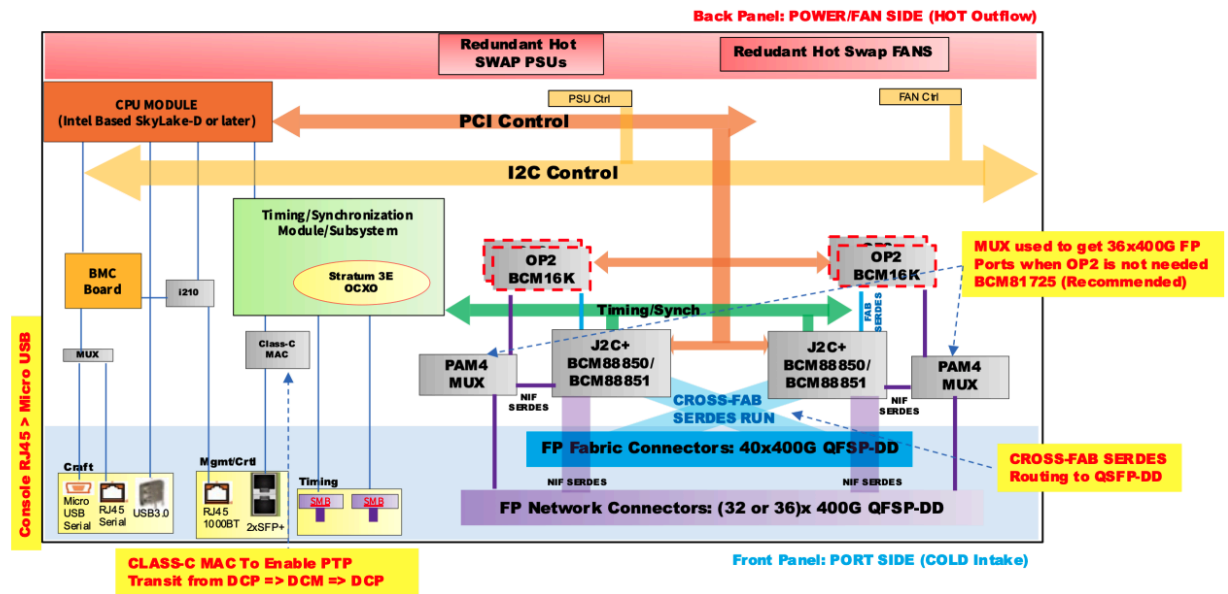 Back Panel: POWER/FAN SIDE (HOT Outflow)
Redundant Hot
SWAP PSUs
Redudant Hot Swap FANS
CPU MODULE
(Intel Based SkyLake-D or later)
PSU Ctrl
FAN Ctrl
PCI Control
I2C Control
Timing/Synchronization
Module/Subsystem
Stratum 3E
OCXO
BMC
Board
i210
OP2
BCM16K
OP2
BCM16K
MUX used to get 36x400G FP
Ports when OP2 is not needed
BCM81725 (Recommended)
Timing/Synch
FAB
SERDES
MUX
Class-C
MAC
PAM4
MUX
J2C+
BCM88850/
BCM88851
J2C+
BCM88850/
BCM88851
PAM4
MUX
NIF
SERDES
NIF
SERDES
CROSS-FAB
SERDES RUN
Console RJ45 > Micro USB
FP Fabric Connectors: 40x400G QFSP-DD
CROSS-FAB SERDES
Routing to QSFP-DD
Craft
Micro
USB
Serial
RJ45
Serial
USB3.0
Mgmt/Crtl
RJ45
1000BT
2xSFP+
Timing
SMB
SMB
NIF SERDES
NIF SERDES
FP Network Connectors: (32 or 36)x 400G QFSP-DD
CLASS-C MAC To Enable PTP
Transit from DCP => DCM => DCP
Front Panel: PORT SIDE (COLD Intake)